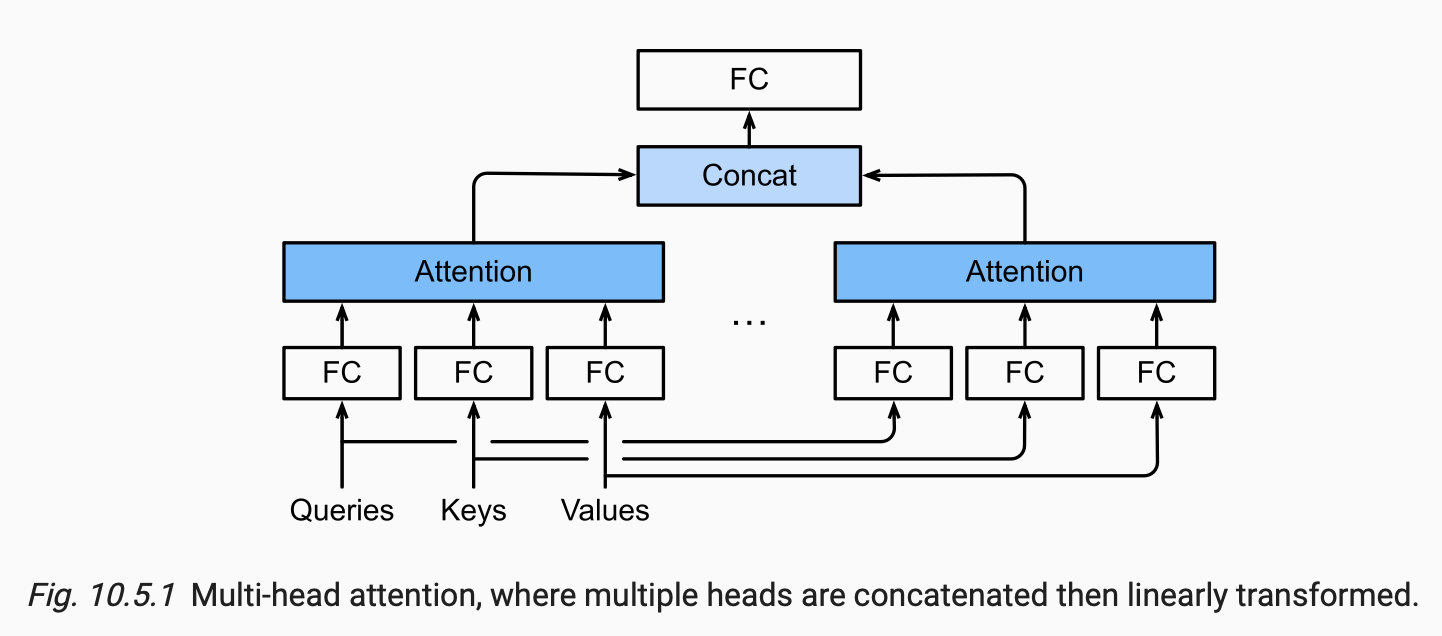 FC
Concat
Attention Attention
...
FC FC FC FC FC FC
Queries Keys Values
Fig. 10.5.1 Multi-head attention, where multiple heads are concatenated then linearly transformed.